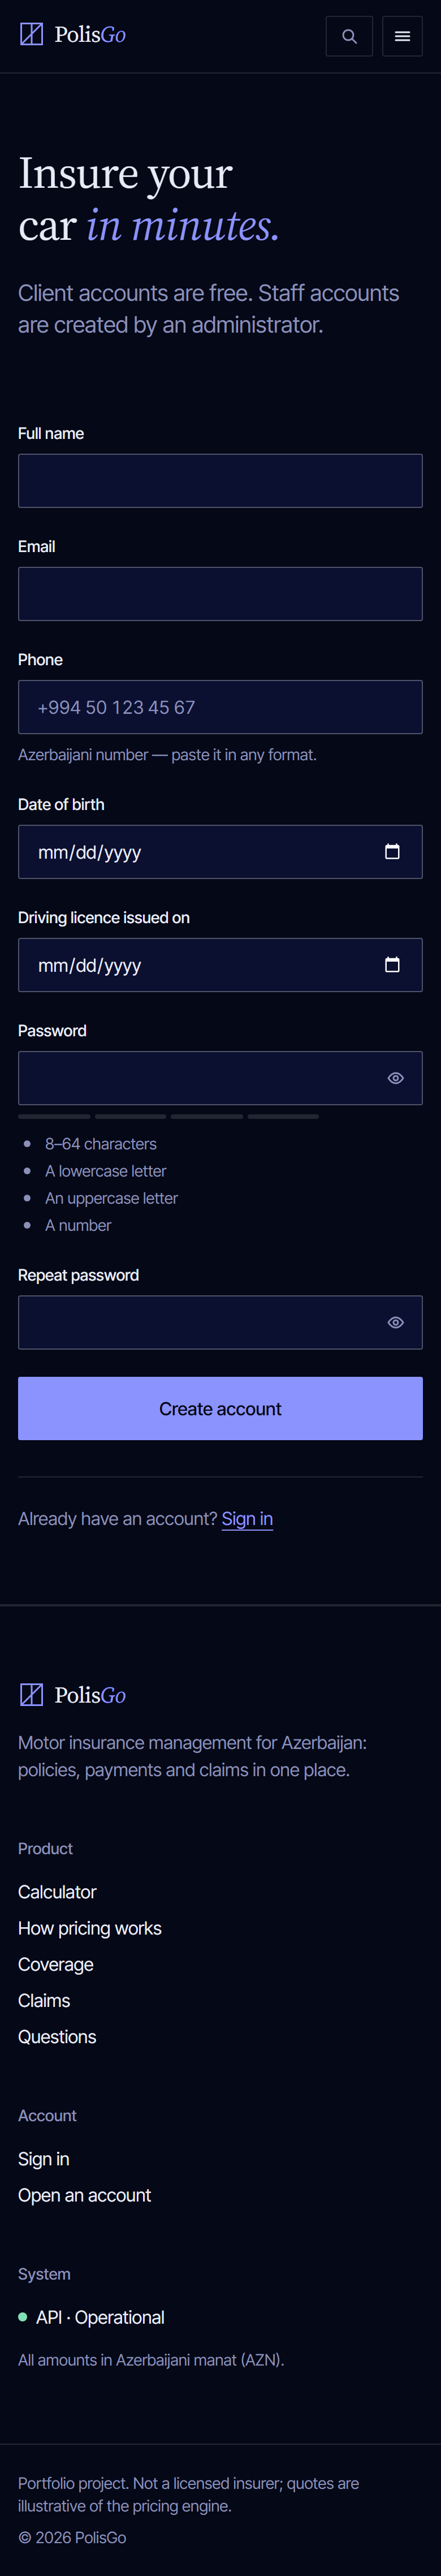 PolisGo
Insure your
car in minutes.
Client accounts are free. Staff accounts
are created by an administrator.
Full name
Email
Phone
+994 50 123 45 67
Azerbaijani number — paste it in any format.
Date of birth
mm/dd/yyyy
Driving licence issued on
mm/dd/yyyy
Password
8–64 characters
A lowercase letter
An uppercase letter
A number
Repeat password
Create account
Already have an account? Sign in
PolisGo
Motor insurance management for Azerbaijan:
policies, payments and claims in one place.
Product
Calculator
How pricing works
Coverage
Claims
Questions
Account
Sign in
Open an account
System
API · Operational
All amounts in Azerbaijani manat (AZN).
Portfolio project. Not a licensed insurer; quotes are
illustrative of the pricing engine.
© 2026 PolisGo